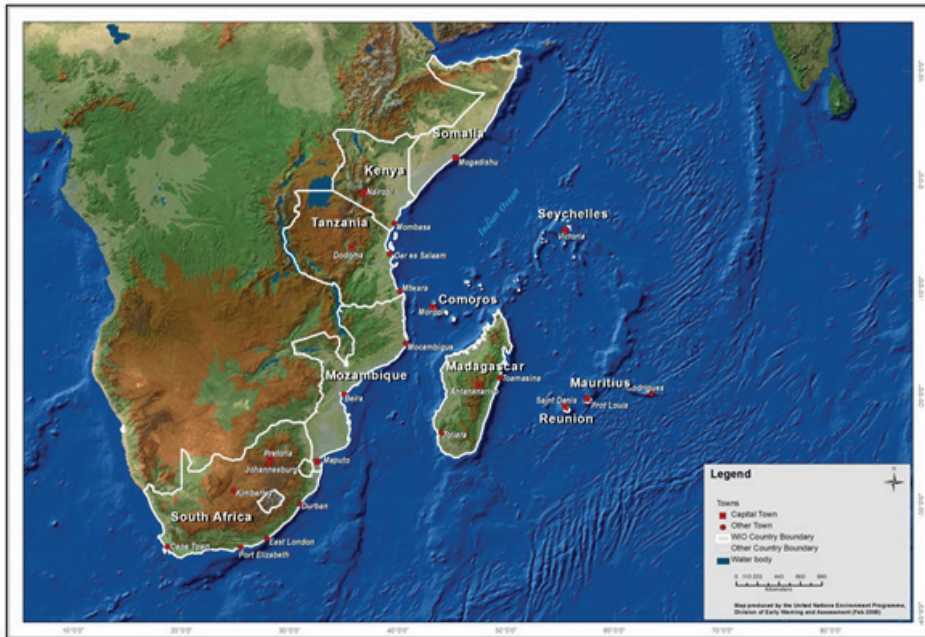 Somalia
Mogadishu
Kenya
Nairobi
Seychelles
Victoria
Indian Ocean
Tanzania
Mombasa
Dodoma
Dar es Salaam
Mtwara
Comoros
Moroni
Mocambique
Madagascar
Mozambique
Toamasina
Antananarivo
Mauritius
Rodrigues
Beira
Saint Denis
Prot Louis
Reunion
Toliara
Pretoria
Johannesburg
Maputo
Kimberley
South Africa
Durban
East London
Cape Town
Port Elizabeth
Legend
Towns
Capital Town
Other Town
WIO Country Boundary
Other Country Boundary
Water body
Kilometers
Map produced by the United Nations Environment Programme,
Division of Early Warning and Assessment (Feb 2008)
10°0'0" 20°0'0" 30°0'0" 40°0'0" 50°0'0" 60°0'0" 70°0'0" 80°0'0"